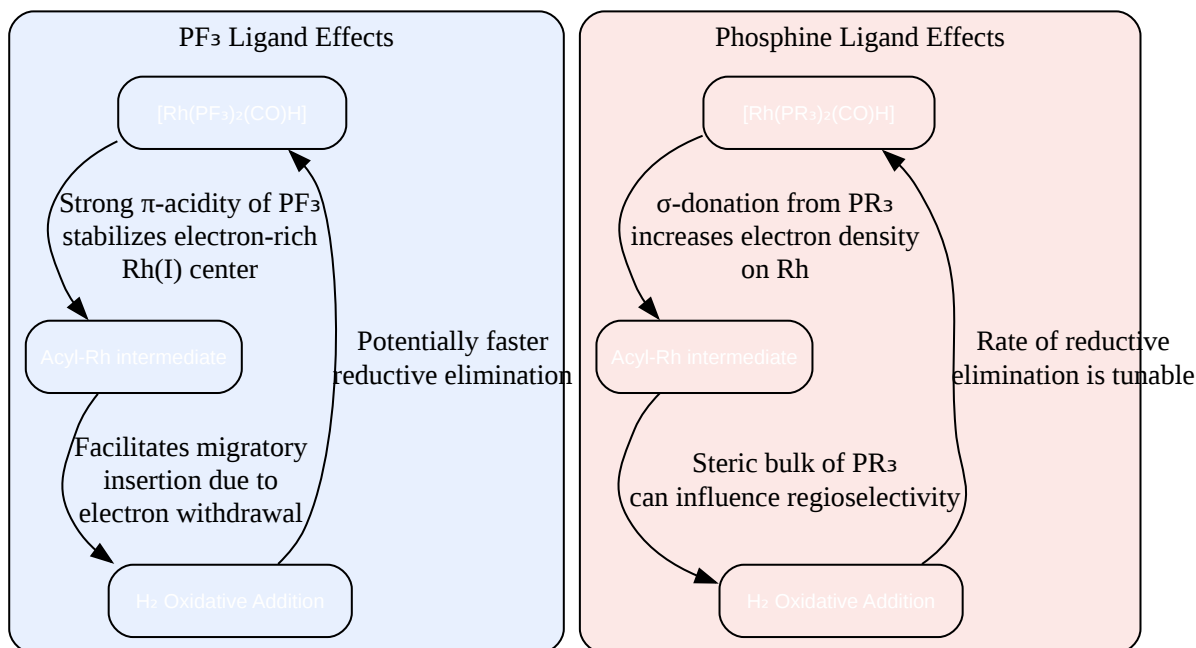 PF₃ Ligand Effects
[Rh(PF₃)₂(CO)H]
Strong π-acidity of PF₃
stabilizes electron-rich
Rh(I) center
Acyl-Rh intermediate
Potentially faster
reductive elimination
Facilitates migratory
insertion due to
electron withdrawal
H₂ Oxidative Addition
Phosphine Ligand Effects
[Rh(PR₃)₂(CO)H]
σ-donation from PR₃
increases electron density
on Rh
Acyl-Rh intermediate
Rate of reductive
elimination is tunable
Steric bulk of PR₃
can influence regioselectivity
H₂ Oxidative Addition